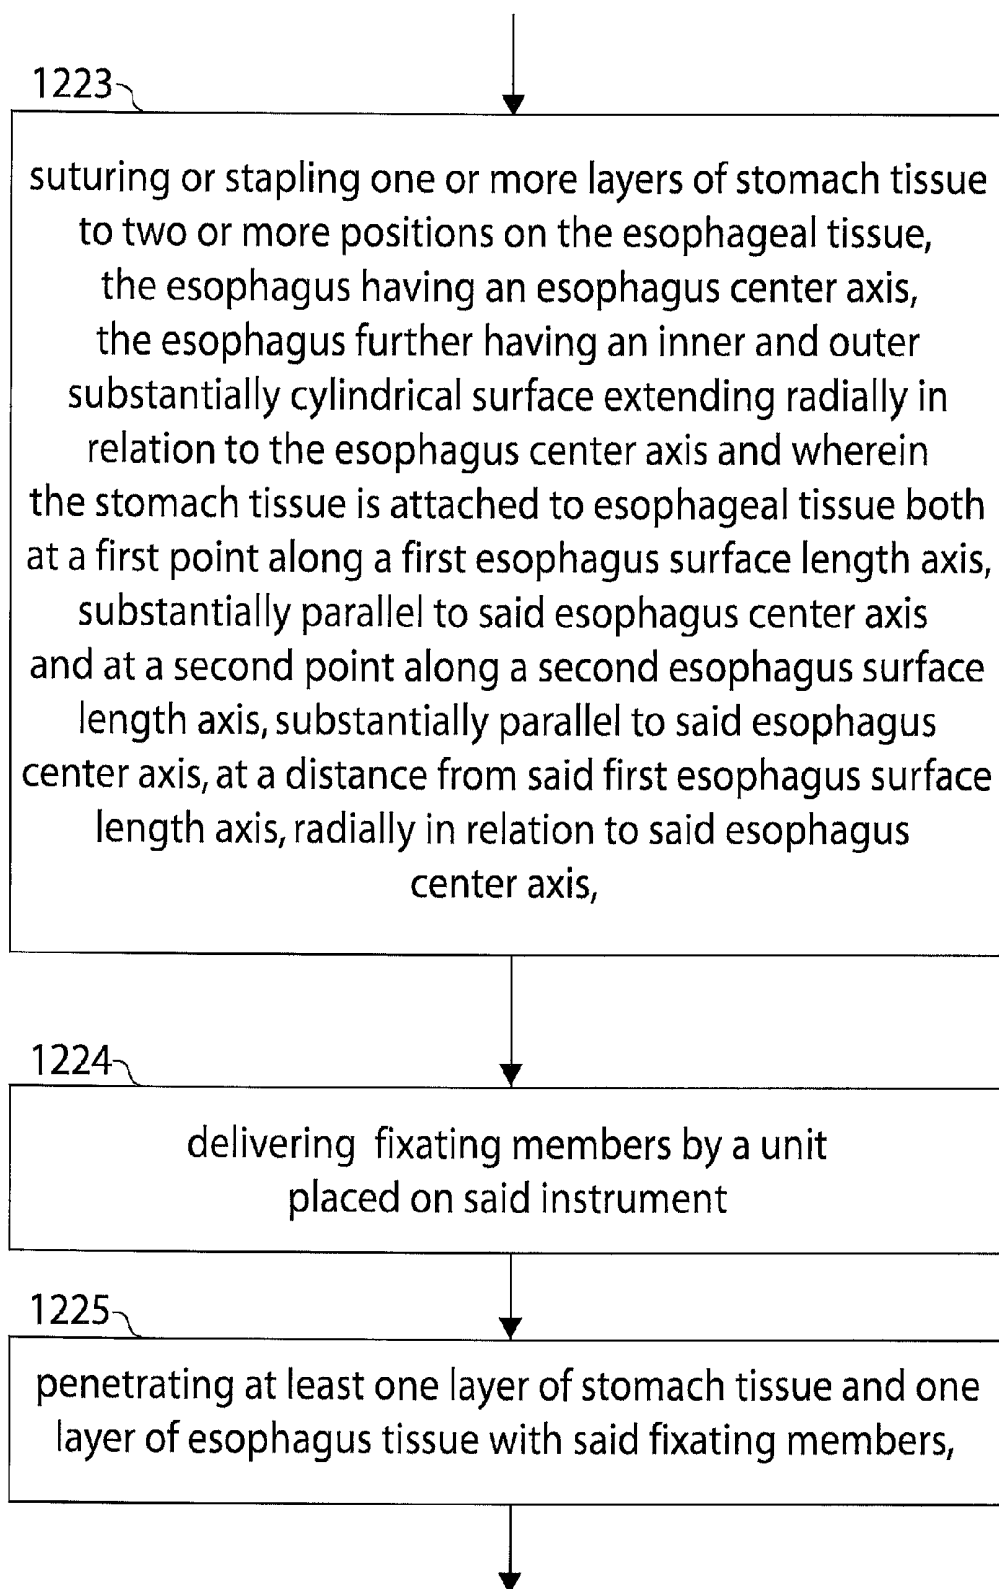 1223
suturing or stapling one or more layers of stomach tissue
to two or more positions on the esophageal tissue,
the esophagus having an esophagus center axis,
the esophagus further having an inner and outer
substantially cylindrical surface extending radially in
relation to the esophagus center axis and wherein
the stomach tissue is attached to esophageal tissue both
at a first point along a first esophagus surface length axis,
substantially parallel to said esophagus center axis
and at a second point along a second esophagus surface
length axis, substantially parallel to said esophagus
center axis, at a distance from said first esophagus surface
length axis, radially in relation to said esophagus
center axis,
1224
delivering fixating members by a unit
placed on said instrument
1225
penetrating at least one layer of stomach tissue and one
layer of esophagus tissue with said fixating members,